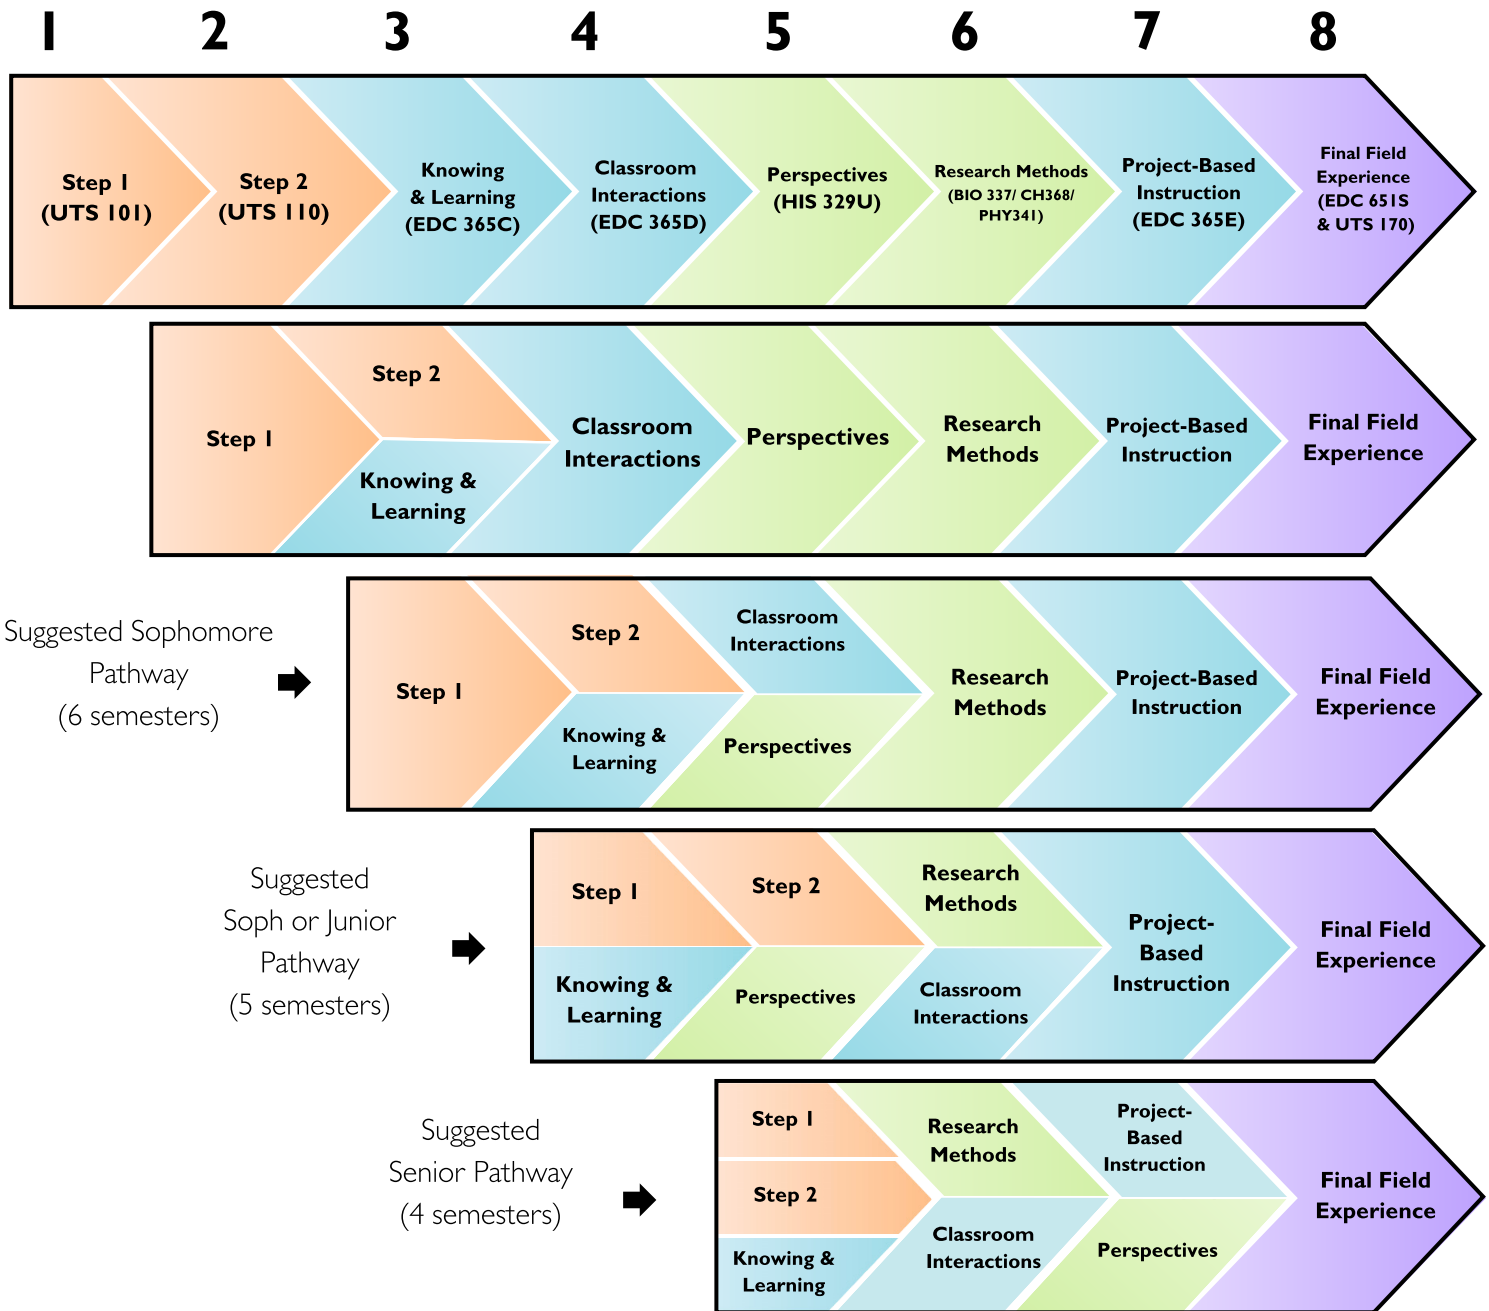 1 2 3 4 5 6 7 8
Step 1
(UTS 101)
Step 2
(UTS 110)
Knowing
& Learning
(EDC 365C)
Classroom
Interactions
(EDC 365D)
Perspectives
(HIS 329U)
Research Methods
(BIO 337/ CH368/
PHY341)
Project-Based
Instruction
(EDC 365E)
Final Field
Experience
(EDC 651S
& UTS 170)
Step 1
Step 2
Knowing &
Learning
Classroom
Interactions
Perspectives
Research
Methods
Project-Based
Instruction
Final Field
Experience
Suggested Sophomore
Pathway
(6 semesters)
Step 1
Step 2
Knowing &
Learning
Classroom
Interactions
Perspectives
Research
Methods
Project-Based
Instruction
Final Field
Experience
Suggested
Soph or Junior
Pathway
(5 semesters)
Step 1
Knowing &
Learning
Step 2
Perspectives
Research
Methods
Classroom
Interactions
Project-
Based
Instruction
Final Field
Experience
Suggested
Senior Pathway
(4 semesters)
Step 1
Step 2
Knowing &
Learning
Research
Methods
Classroom
Interactions
Project-
Based
Instruction
Perspectives
Final Field
Experience